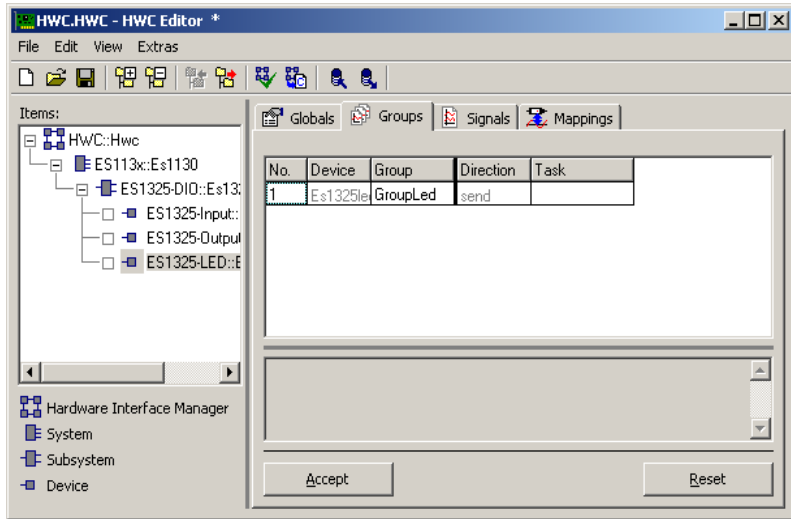 HWC.HWC - HWC Editor *
File Edit View Extras
Items:
HWC::Hwc
ES113x::Es1130
ES1325-DIO::Es13
ES1325-Input::
ES1325-Outpu
ES1325-LED::E
Hardware Interface Manager
System
Subsystem
Device
Globals Groups Signals Mappings
No. Device Group Direction Task
1 Es1325le GroupLed send
Accept Reset